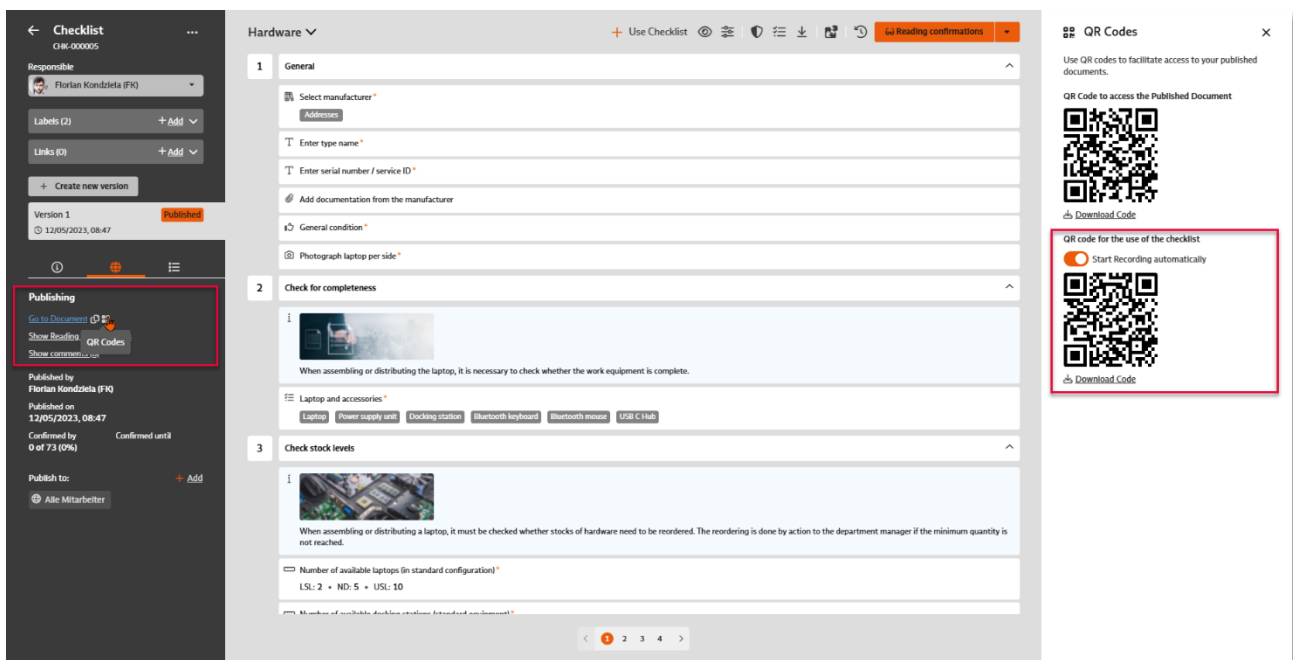 Checklist
CHK-000005
Responsible
Florian Kondziela (FK)
Labels (2) Add
Links (0) Add
+ Create new version
Version 1 Published
12/05/2023, 08:47
Publishing
Go to Document
Show Reading
QR Codes
Show comments
Published by
Florian Kondziela (FK)
Published on
12/05/2023, 08:47
Confirmed by Confirmed until
0 of 73 (0%)
Publish to: + Add
Alle Mitarbeiter
Hardware
+ Use Checklist
Reading confirmations
1 General
Select manufacturer*
Addresses
T Enter type name*
T Enter serial number / service ID*
Add documentation from the manufacturer
General condition*
Photograph laptop per side*
2 Check for completeness
i
When assembling or distributing the laptop, it is necessary to check whether the work equipment is complete.
Laptop and accessories*
Laptop Power supply unit Docking station Bluetooth keyboard Bluetooth mouse USB C Hub
3 Check stock levels
i
When assembling or distributing a laptop, it must be checked whether stocks of hardware need to be reordered. The reordering is done by action to the department manager if the minimum quantity is
not reached.
Number of available laptops (in standard configuration)*
LSL: 2 • ND: 5 • USL: 10
Number of available docking stations (standard equipment)*
< 1 2 3 4 >
QR Codes
Use QR codes to facilitate access to your published
documents.
QR Code to access the Published Document
Download Code
QR code for the use of the checklist
Start Recording automatically
Download Code